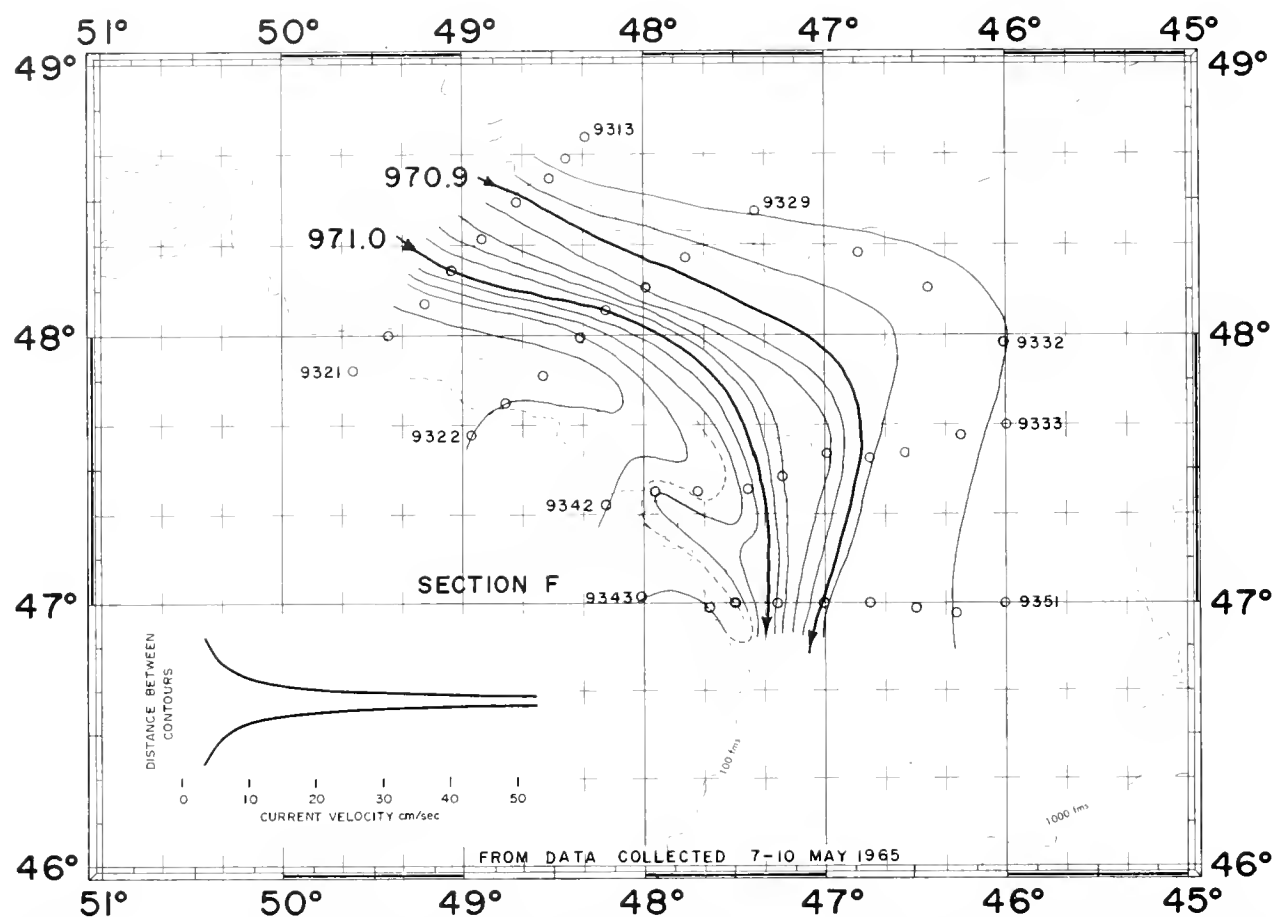 51° 50° 49° 48° 47° 46° 45°
49° 49°
9313
970.9
9329
971.0
48° 48°
9332
9321
9333
9322
9342
SECTION F
47° 9343 9351 47°
DISTANCE BETWEEN
CONTOURS
100 fms
0 10 20 30 40 50
CURRENT VELOCITY cm/sec
1000 fms
FROM DATA COLLECTED 7-10 MAY 1965
46° 46°
51° 50° 49° 48° 47° 46° 45°